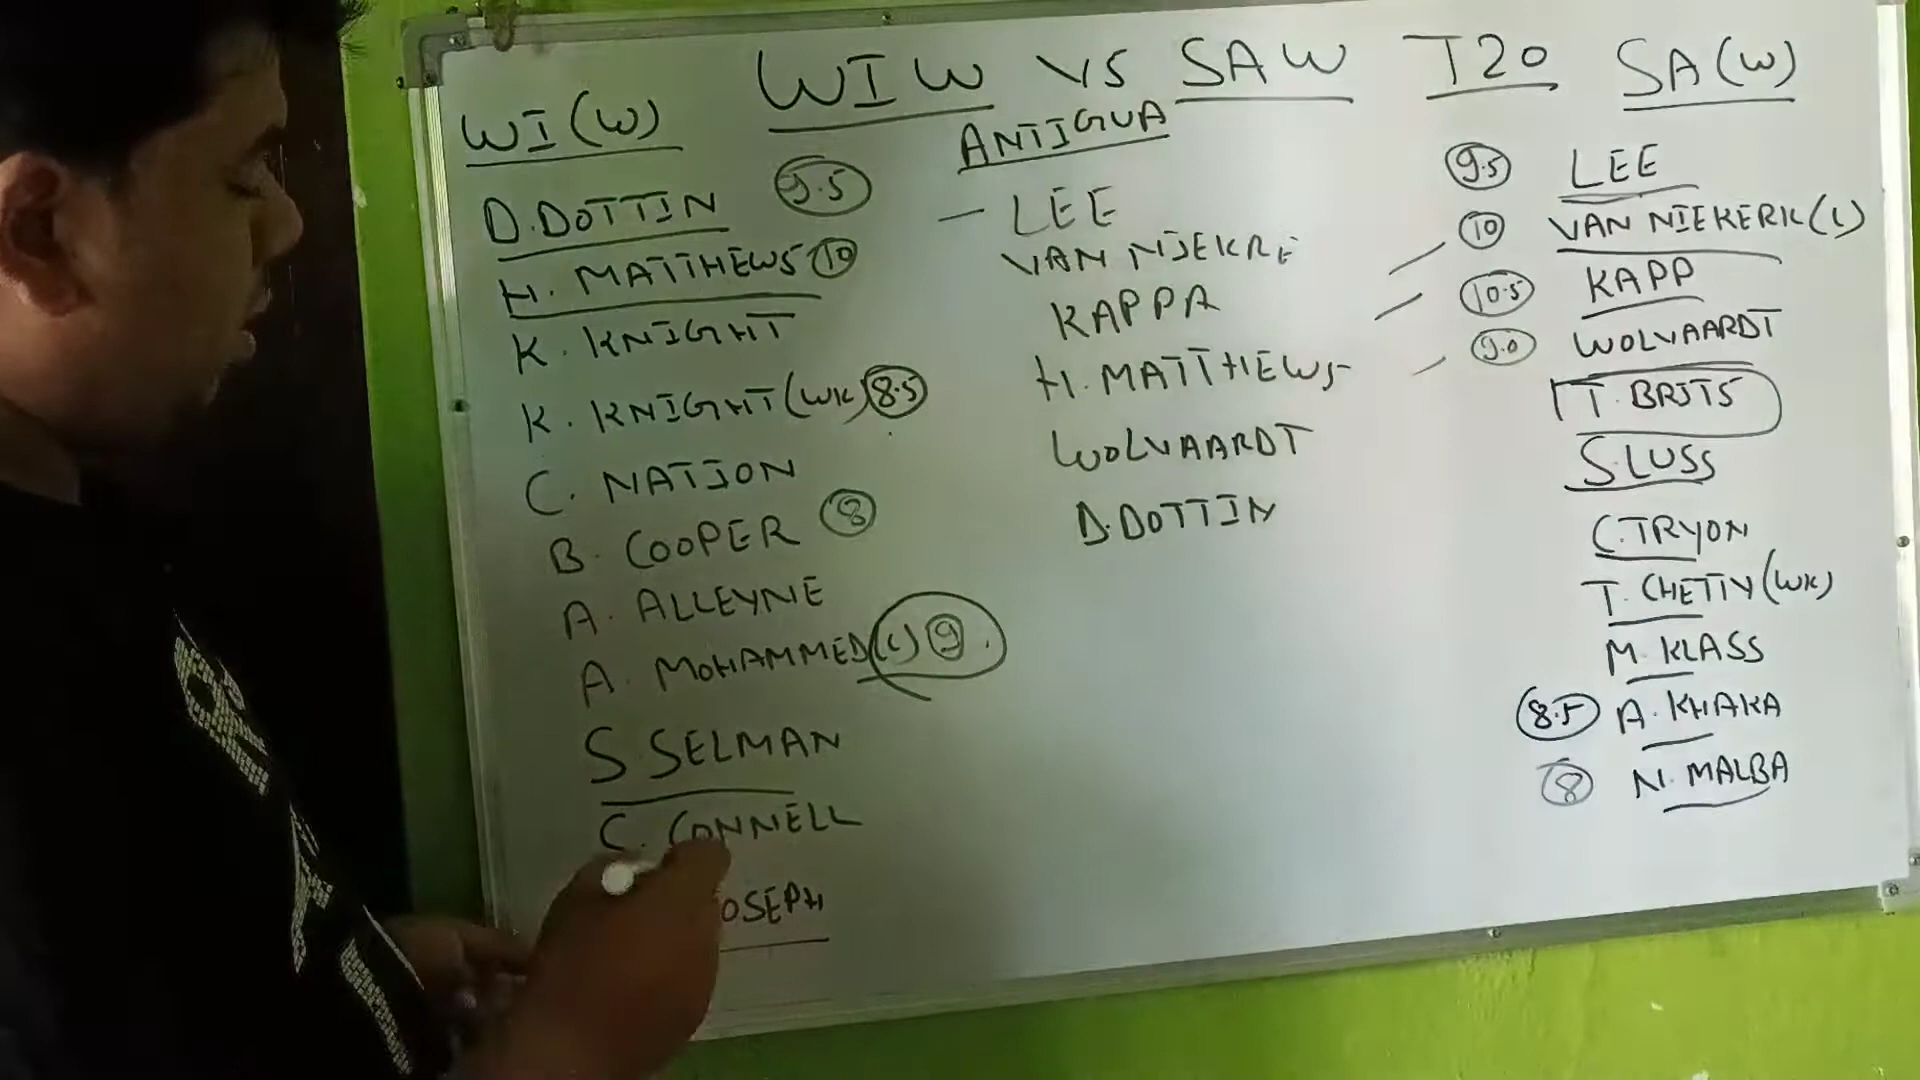 WIW VS SAW T20
ANTIGUA
WI(W)
D.DOTTIN 9.5
H. MATTHEWS 10
K. KNIGHT
K. KNIGHT(WK) 8.5
C. NATION
B. COOPER 8
A. ALLEYNE
A. MOHAMMED(C) 9
S SELMAN
C. CONNELL
OSEPH
- LEE
VAN NIEKRE
KAPPA
H. MATTHEWS
WOLVAARDT
D.DOTTIN
SA(W)
9.5 LEE
10 VAN NIEKERK(C)
10.5 KAPP
9.0 WOLVAARDT
T. BRITS
S.LUSS
C.TRYON
T. CHETTY(WK)
M. KLASS
8.5 A. KHAKA
8 N. MALBA